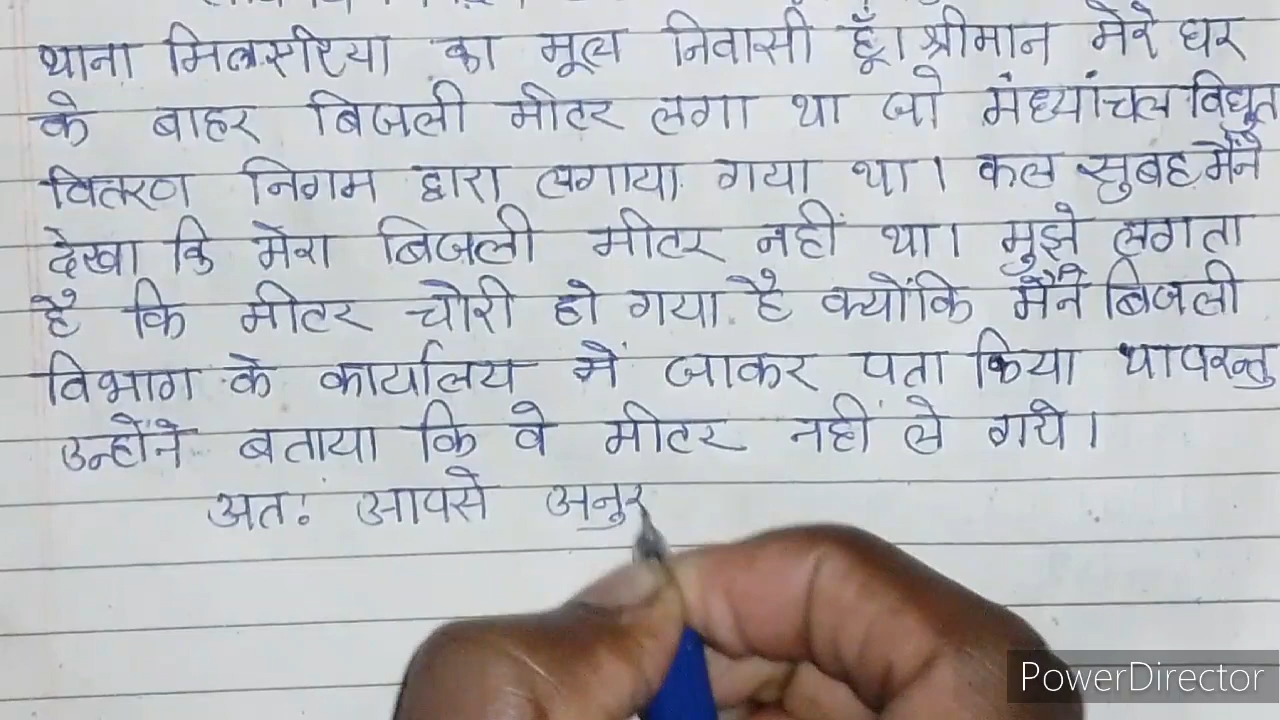 थाना मिलसरिया का मूल निवासी हूँ। श्रीमान मेरे घर
के बाहर बिजली मीटर लगा था जो मध्यांचल विद्युत
वितरण निगम द्वारा लगाया गया था। कल सुबह मैंने
देखा कि मेरा बिजली मीटर नहीं था। मुझे लगता
है कि मीटर चोरी हो गया है क्योंकि मैंने बिजली
विभाग के कार्यालय में जाकर पता किया था परन्तु
उन्होंने बताया कि वे मीटर नहीं ले गये।
अतः आपसे अनुर
PowerDirector